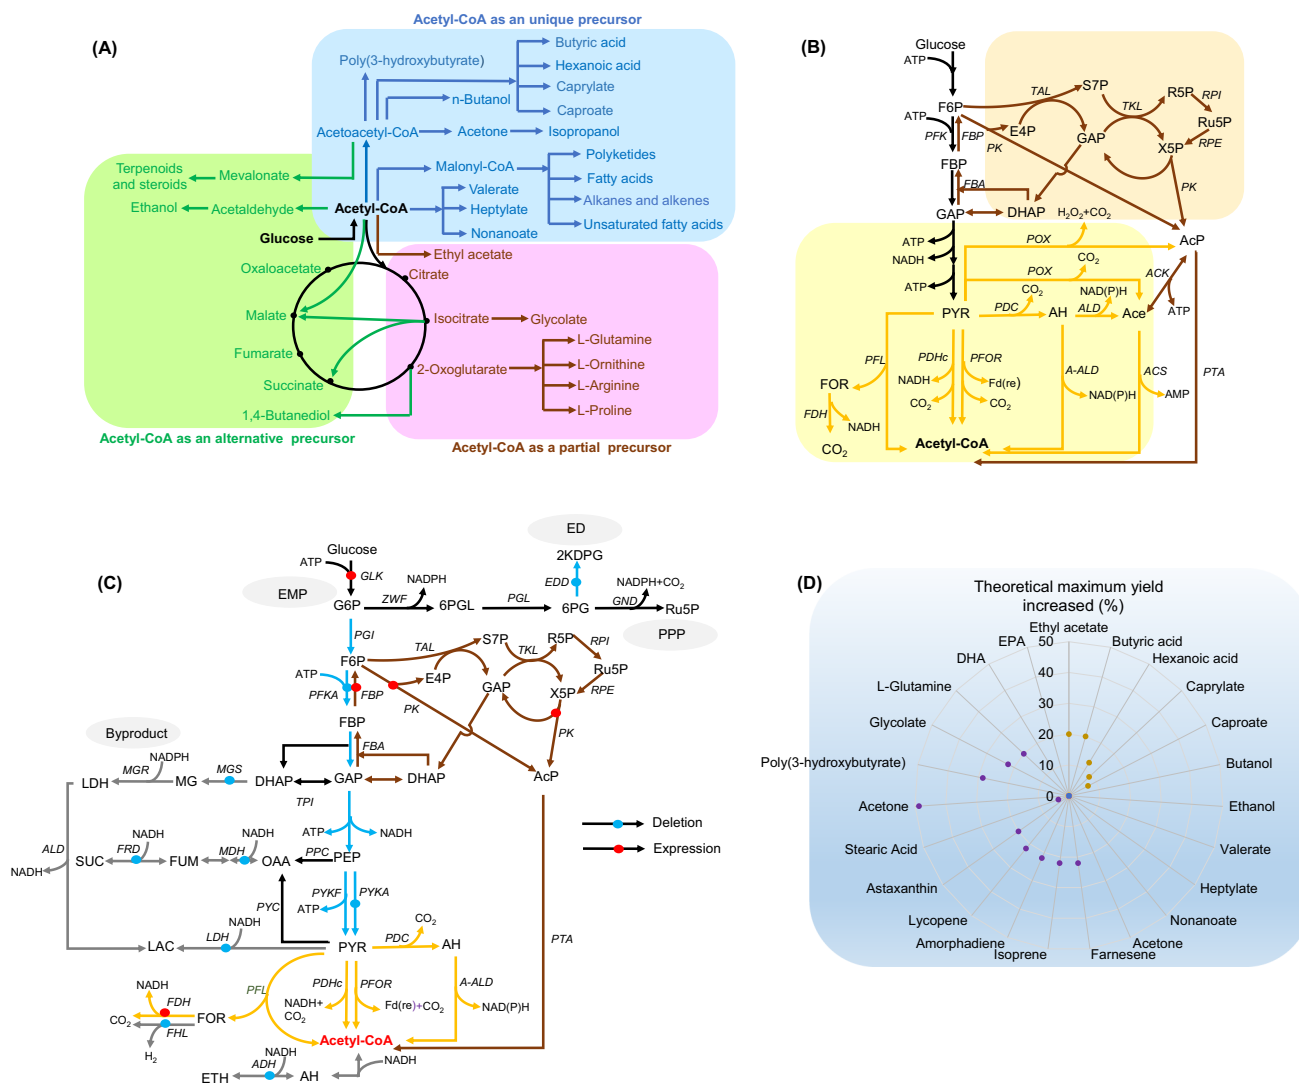 (A)
Acetyl-CoA as an unique precursor
Poly(3-hydroxybutyrate)
Butyric acid
Hexanoic acid
Caprylate
Caproate
n-Butanol
Acetoacetyl-CoA
Acetone
Isopropanol
Terpenoids
and steroids
Mevalonate
Malonyl-CoA
Polyketides
Fatty acids
Alkanes and alkenes
Unsaturated fatty acids
Valerate
Heptylate
Nonanoate
Ethanol
Acetaldehyde
Acetyl-CoA
Glucose
Ethyl acetate
Oxaloacetate
Citrate
Malate
Isocitrate
Glycolate
Fumarate
Succinate
2-Oxoglutarate
L-Glutamine
L-Ornithine
L-Arginine
L-Proline
1,4-Butanediol
Acetyl-CoA as an alternative precursor
Acetyl-CoA as a partial precursor
(B)
Glucose
ATP
F6P
ATP
PFK
FBP
PK
TAL
S7P
TKL
R5P
RPI
Ru5P
RPE
E4P
GAP
X5P
PK
FBP
FBA
GAP
DHAP
H2O2+CO2
AcP
ATP
NADH
ATP
POX
POX
CO2
ACK
ATP
PYR
PDC
CO2
AH
NAD(P)H
ALD
Ace
PFL
PDHc
PFOR
NADH
Fd(re)
CO2
CO2
A-ALD
NAD(P)H
ACS
AMP
PTA
FOR
FDH
NADH
CO2
Acetyl-CoA
(C)
Glucose
ATP
GLK
EMP
G6P
ZWF
NADPH
6PGL
PGL
6PG
GND
NADPH+CO2
Ru5P
ED
2KDPG
EDD
PPP
PGI
F6P
ATP
PFKA
FBP
TAL
S7P
TKL
R5P
RPI
Ru5P
RPE
E4P
GAP
X5P
PK
PK
FBP
FBA
Byproduct
LDH
MGR
NADPH
MG
MGS
DHAP
GAP
DHAP
AcP
TPI
ATP
NADH
Deletion
Expression
ALD
NADH
SUC
FRD
NADH
FUM
MDH
NADH
OAA
PPC
PEP
PYKF
PYKA
ATP
PYC
LAC
LDH
NADH
PYR
PDC
CO2
AH
PTA
PFL
PDHc
PFOR
A-ALD
NADH+
CO2
Fd(re)+CO2
NAD(P)H
NADH
FDH
CO2
FOR
FHL
H2
Acetyl-CoA
ETH
ADH
NADH
AH
NADH
(D)
Theoretical maximum yield
increased (%)
Ethyl acetate
Butyric acid
Hexanoic acid
Caprylate
Caproate
Butanol
Ethanol
Valerate
Heptylate
Nonanoate
Acetone
Farnesene
Isoprene
Amorphadiene
Lycopene
Astaxanthin
Stearic Acid
Acetone
Poly(3-hydroxybutyrate)
Glycolate
L-Glutamine
DHA
EPA
50
40
30
20
10
0